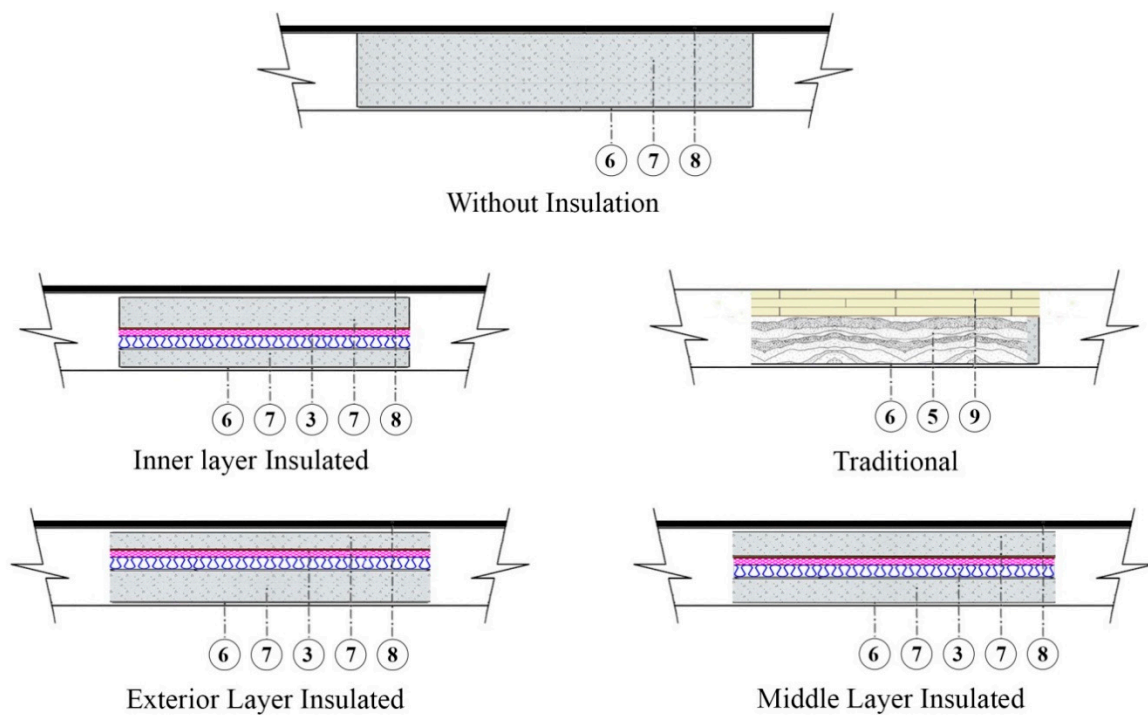 6 7 8
Without Insulation
6 7 3 7 8
Inner layer Insulated
6 5 9
Traditional
6 7 3 7 8
Exterior Layer Insulated
6 7 3 7 8
Middle Layer Insulated